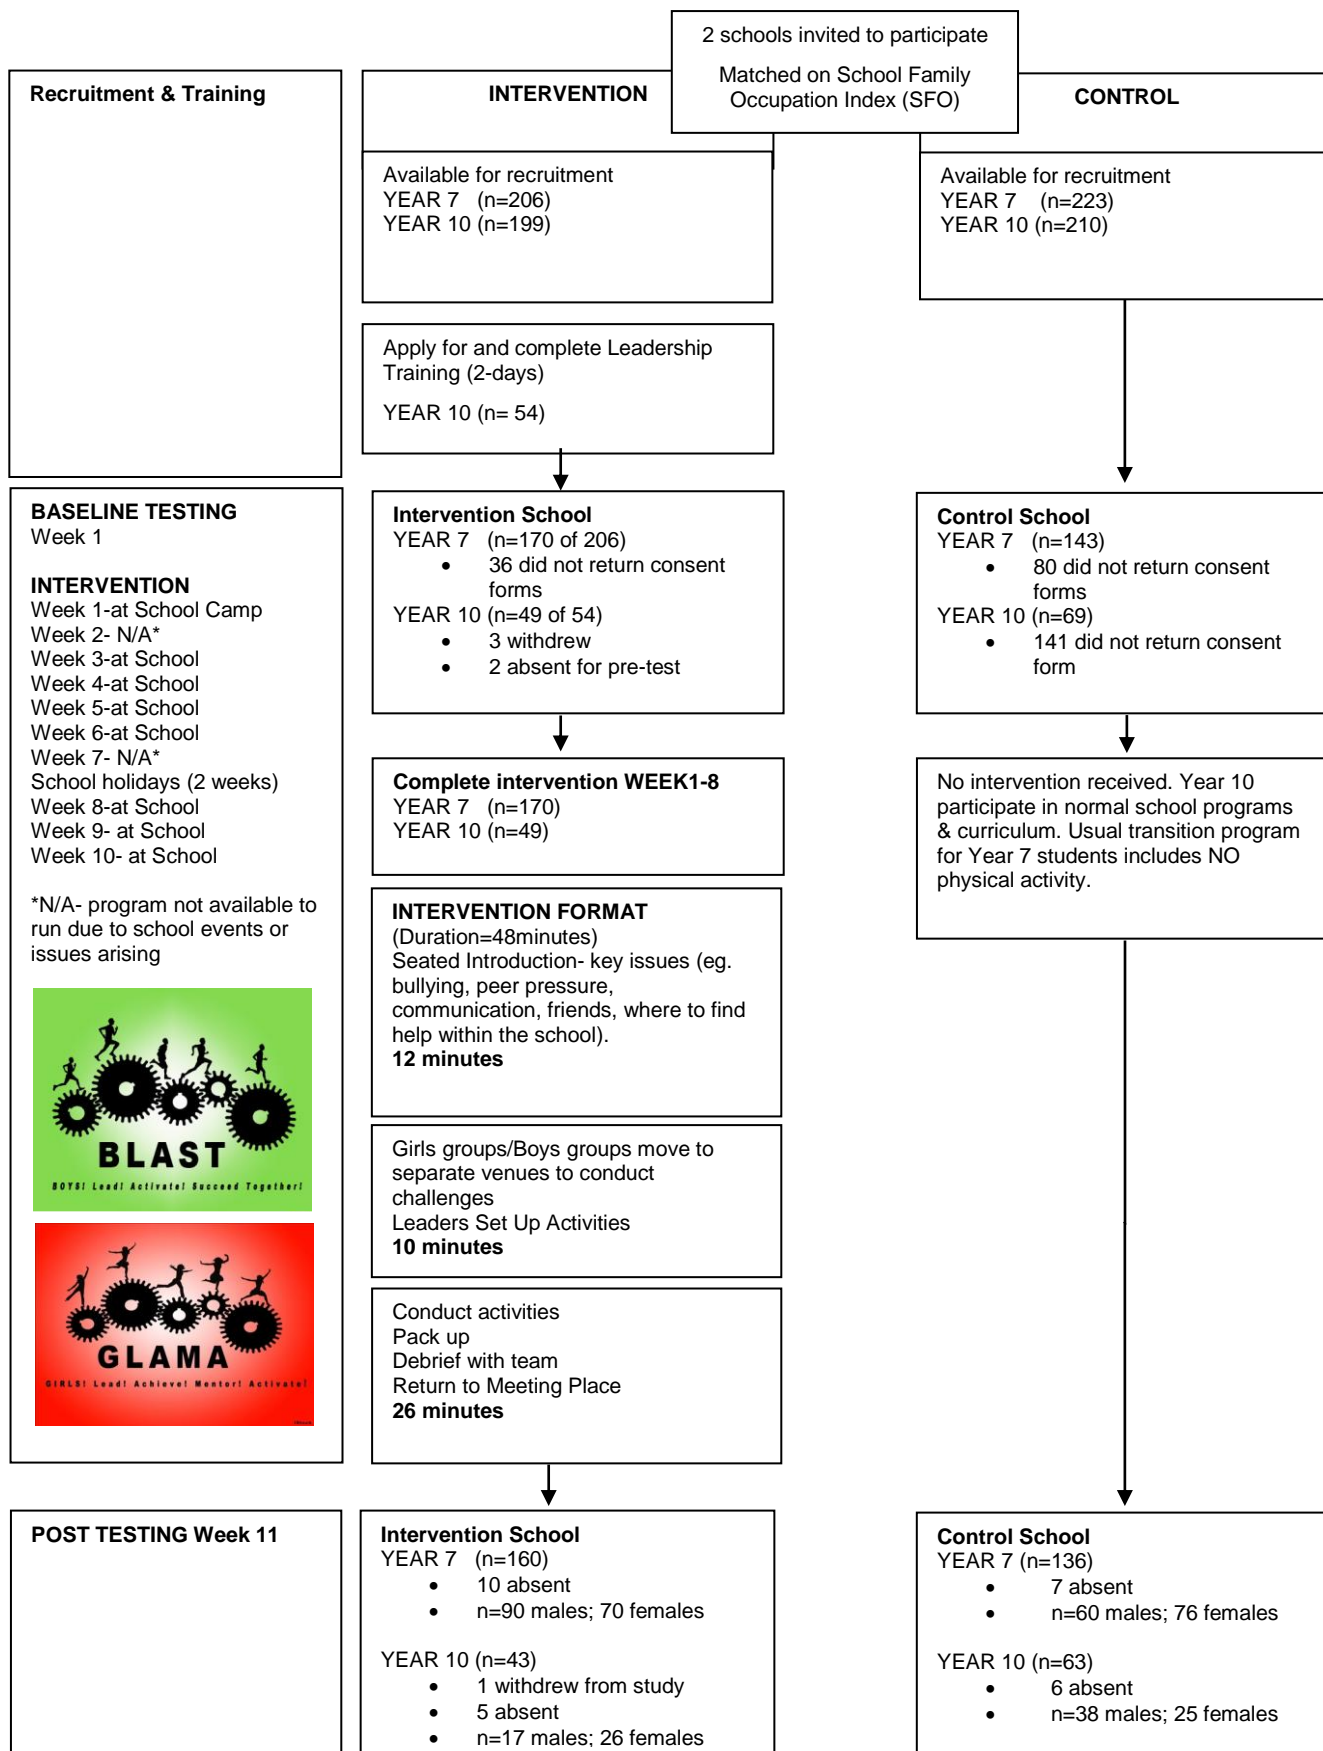 2 schools invited to participate
Matched on School Family
Occupation Index (SFO)
Recruitment & Training
INTERVENTION
CONTROL
Available for recruitment
YEAR 7 (n=206)
YEAR 10 (n=199)
Available for recruitment
YEAR 7 (n=223)
YEAR 10 (n=210)
Apply for and complete Leadership
Training (2-days)
YEAR 10 (n= 54)
BASELINE TESTING
Week 1
INTERVENTION
Week 1-at School Camp
Week 2- N/A*
Week 3-at School
Week 4-at School
Week 5-at School
Week 6-at School
Week 7- N/A*
School holidays (2 weeks)
Week 8-at School
Week 9- at School
Week 10- at School
*N/A- program not available to
run due to school events or
issues arising
BLAST
BOYS! Lead! Activate! Succeed Together!
GLAMA
GIRLS! Lead! Achieve! Mentor! Activate!
Intervention School
YEAR 7 (n=170 of 206)
• 36 did not return consent
forms
YEAR 10 (n=49 of 54)
• 3 withdrew
• 2 absent for pre-test
Control School
YEAR 7 (n=143)
• 80 did not return consent
forms
YEAR 10 (n=69)
• 141 did not return consent
form
Complete intervention WEEK1-8
YEAR 7 (n=170)
YEAR 10 (n=49)
No intervention received. Year 10
participate in normal school programs
& curriculum. Usual transition program
for Year 7 students includes NO
physical activity.
INTERVENTION FORMAT
(Duration=48minutes)
Seated Introduction- key issues (eg.
bullying, peer pressure,
communication, friends, where to find
help within the school).
12 minutes
Girls groups/Boys groups move to
separate venues to conduct
challenges
Leaders Set Up Activities
10 minutes
Conduct activities
Pack up
Debrief with team
Return to Meeting Place
26 minutes
POST TESTING Week 11
Intervention School
YEAR 7 (n=160)
• 10 absent
• n=90 males; 70 females
YEAR 10 (n=43)
• 1 withdrew from study
• 5 absent
• n=17 males; 26 females
Control School
YEAR 7 (n=136)
• 7 absent
• n=60 males; 76 females
YEAR 10 (n=63)
• 6 absent
• n=38 males; 25 females